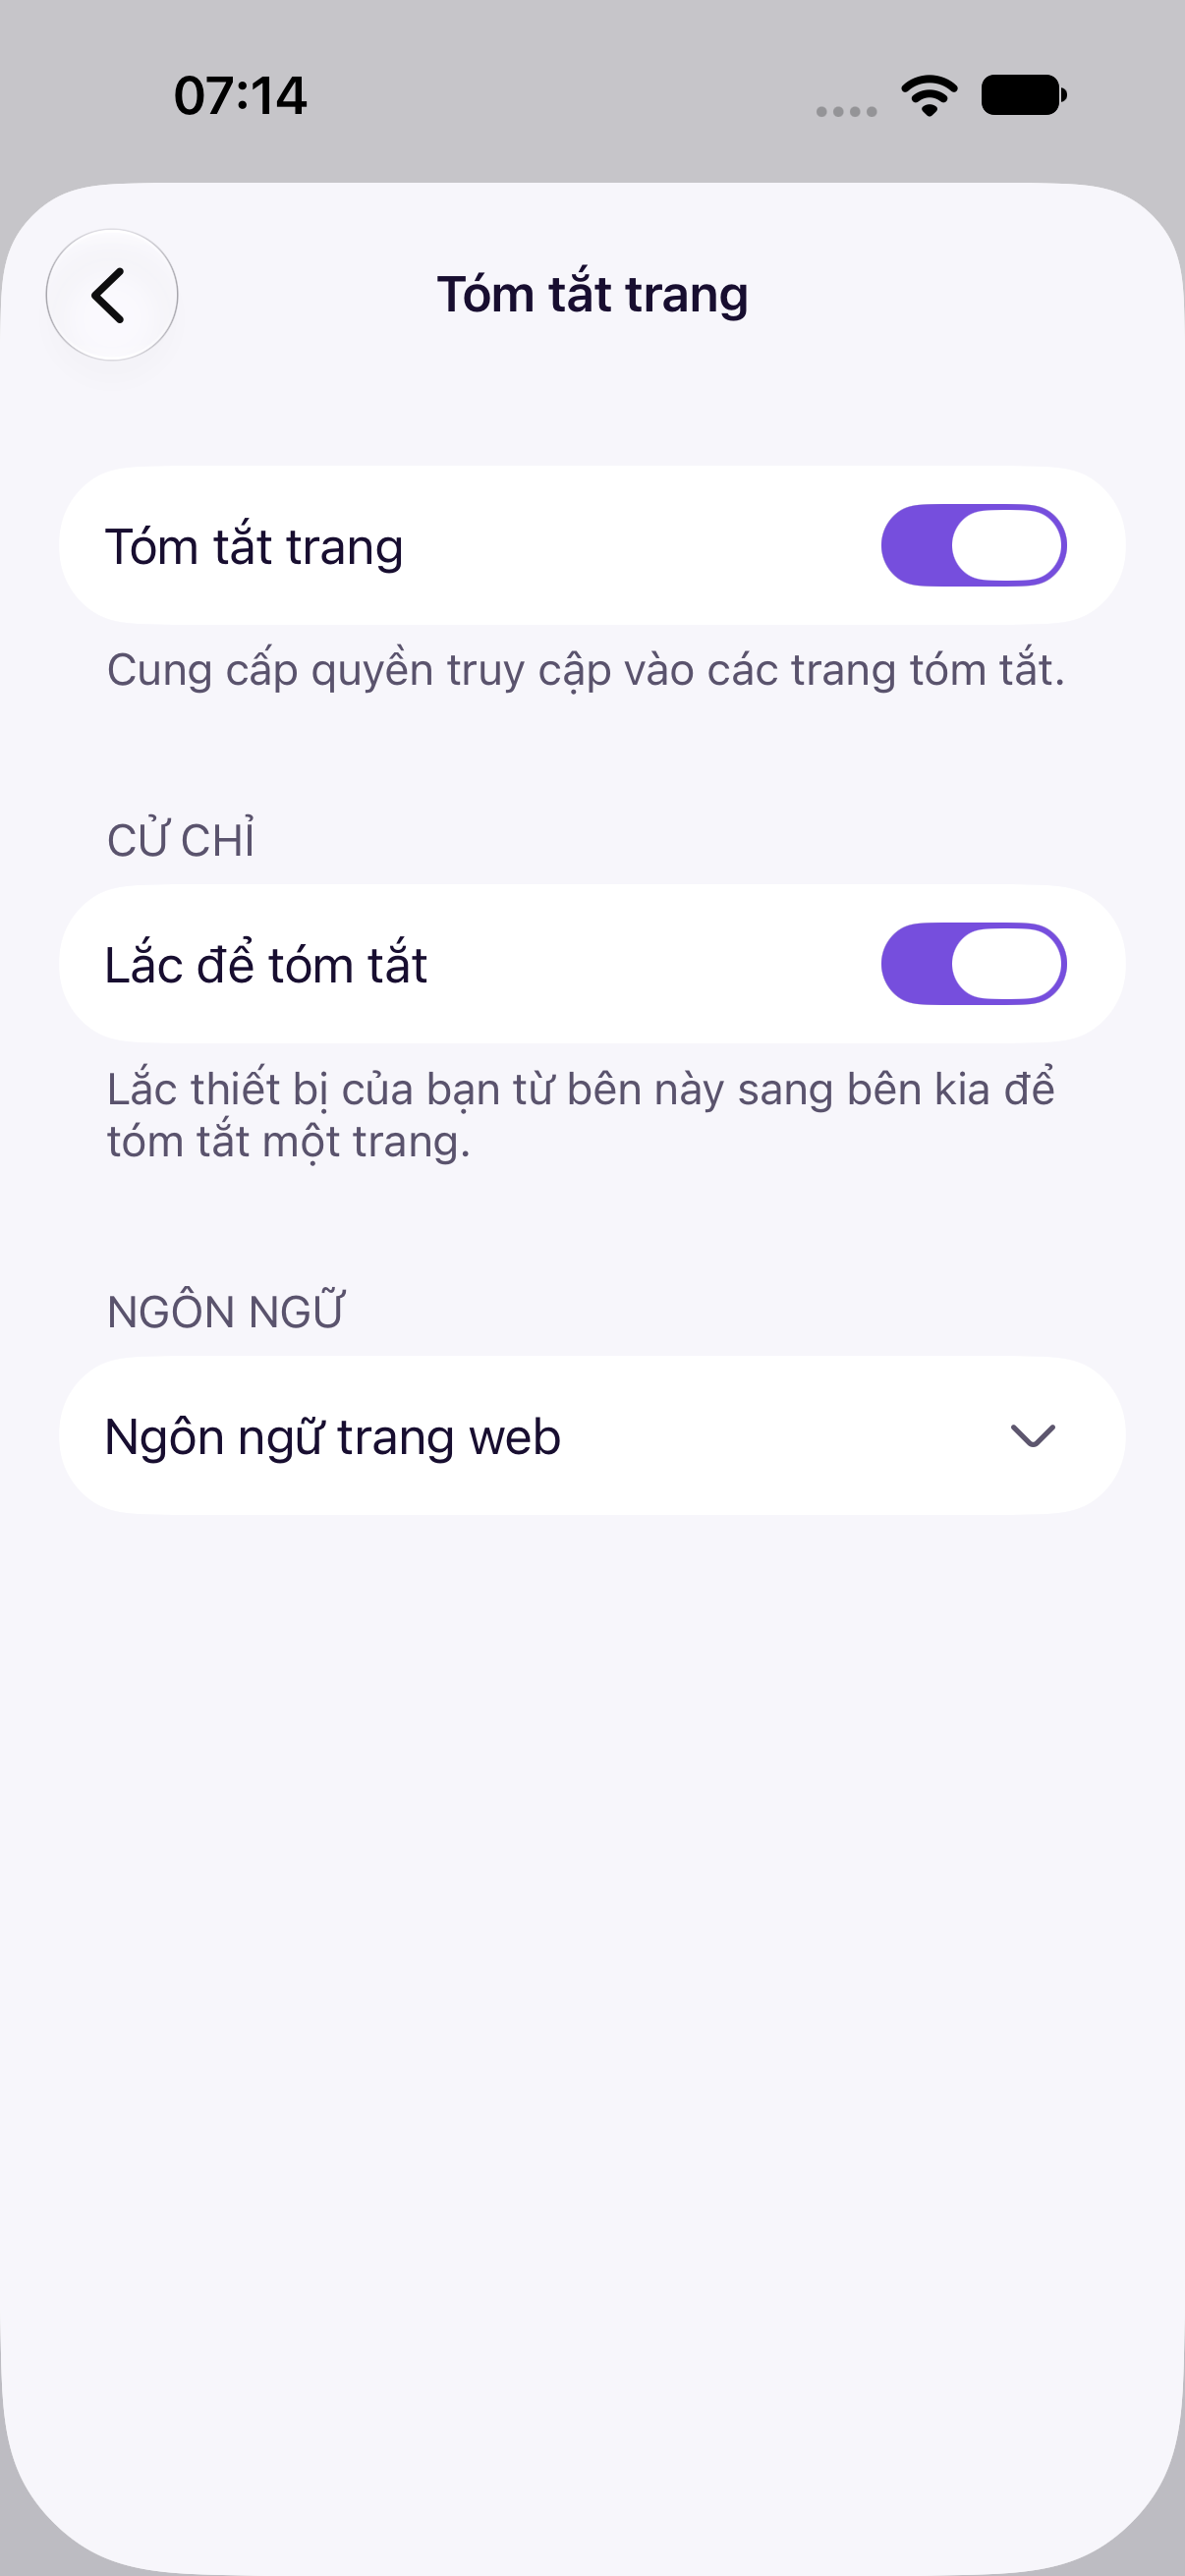 07:14
Tóm tắt trang
Tóm tắt trang
Cung cấp quyền truy cập vào các trang tóm tắt.
CỬ CHỈ
Lắc để tóm tắt
Lắc thiết bị của bạn từ bên này sang bên kia để
tóm tắt một trang.
NGÔN NGỮ
Ngôn ngữ trang web